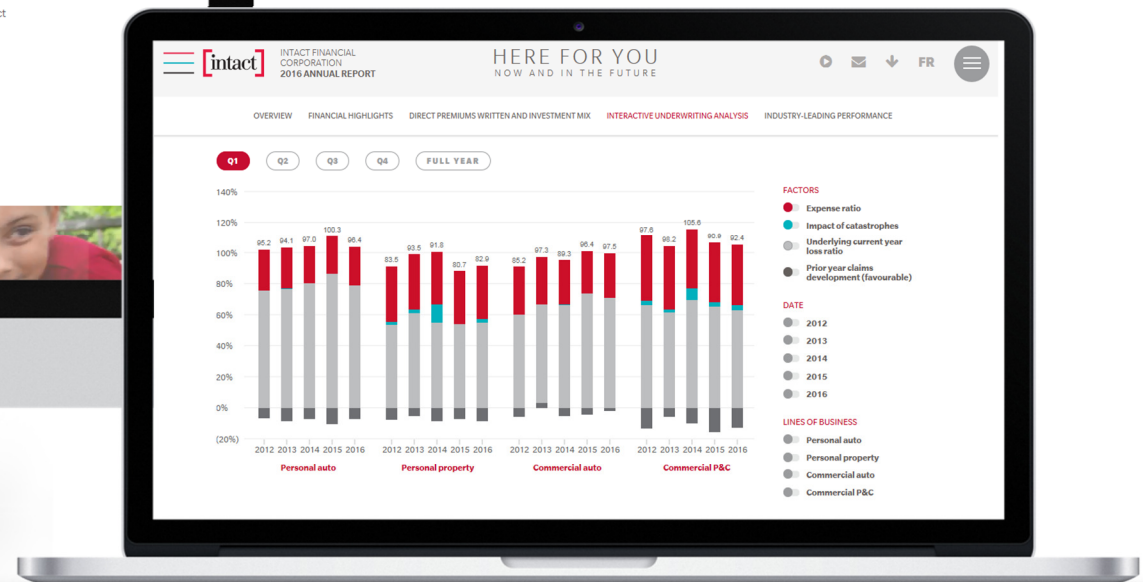 ct
[intact]
INTACT FINANCIAL
CORPORATION
2016 ANNUAL REPORT
HERE FOR YOU
NOW AND IN THE FUTURE
FR
OVERVIEW FINANCIAL HIGHLIGHTS DIRECT PREMIUMS WRITTEN AND INVESTMENT MIX INTERACTIVE UNDERWRITING ANALYSIS INDUSTRY-LEADING PERFORMANCE
Q1 Q2 Q3 Q4 FULL YEAR
140%
120%
100%
80%
60%
40%
20%
0%
(20%)
95.2 94.1 97.0 100.3 96.4
83.5 93.5 91.8 80.7 82.9
85.2 97.3 89.3 96.4 97.5
97.6 98.2 105.6 90.9 92.4
2012 2013 2014 2015 2016 2012 2013 2014 2015 2016 2012 2013 2014 2015 2016 2012 2013 2014 2015 2016
Personal auto Personal property Commercial auto Commercial P&C
FACTORS
Expense ratio
Impact of catastrophes
Underlying current year
loss ratio
Prior year claims
development (favourable)
DATE
2012
2013
2014
2015
2016
LINES OF BUSINESS
Personal auto
Personal property
Commercial auto
Commercial P&C